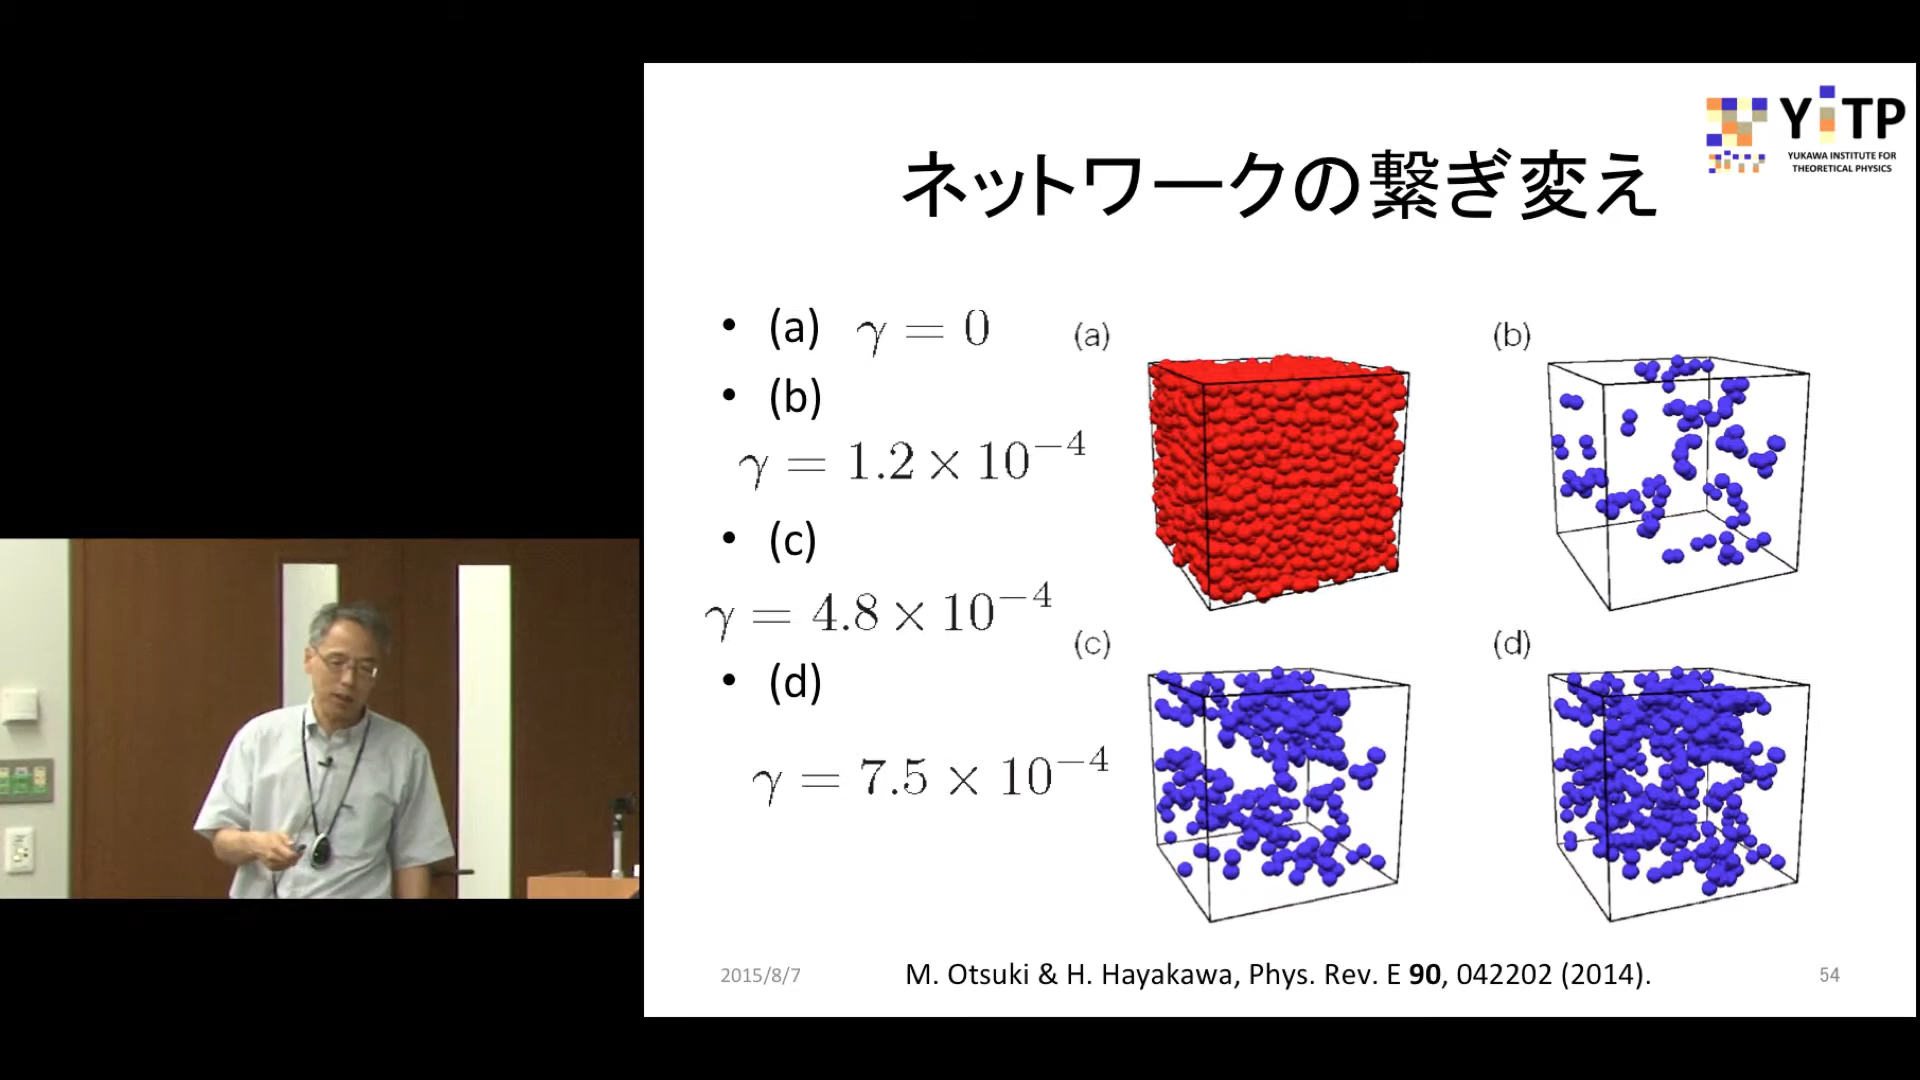 YiTP
YUKAWA INSTITUTE FOR
THEORETICAL PHYSICS
ネットワークの繋ぎ変え
• (a) γ = 0
• (b)
γ = 1.2 × 10⁻⁴
• (c)
γ = 4.8 × 10⁻⁴
• (d)
γ = 7.5 × 10⁻⁴
(a)
(b)
(c)
(d)
2015/8/7
M. Otsuki & H. Hayakawa, Phys. Rev. E 90, 042202 (2014).
54